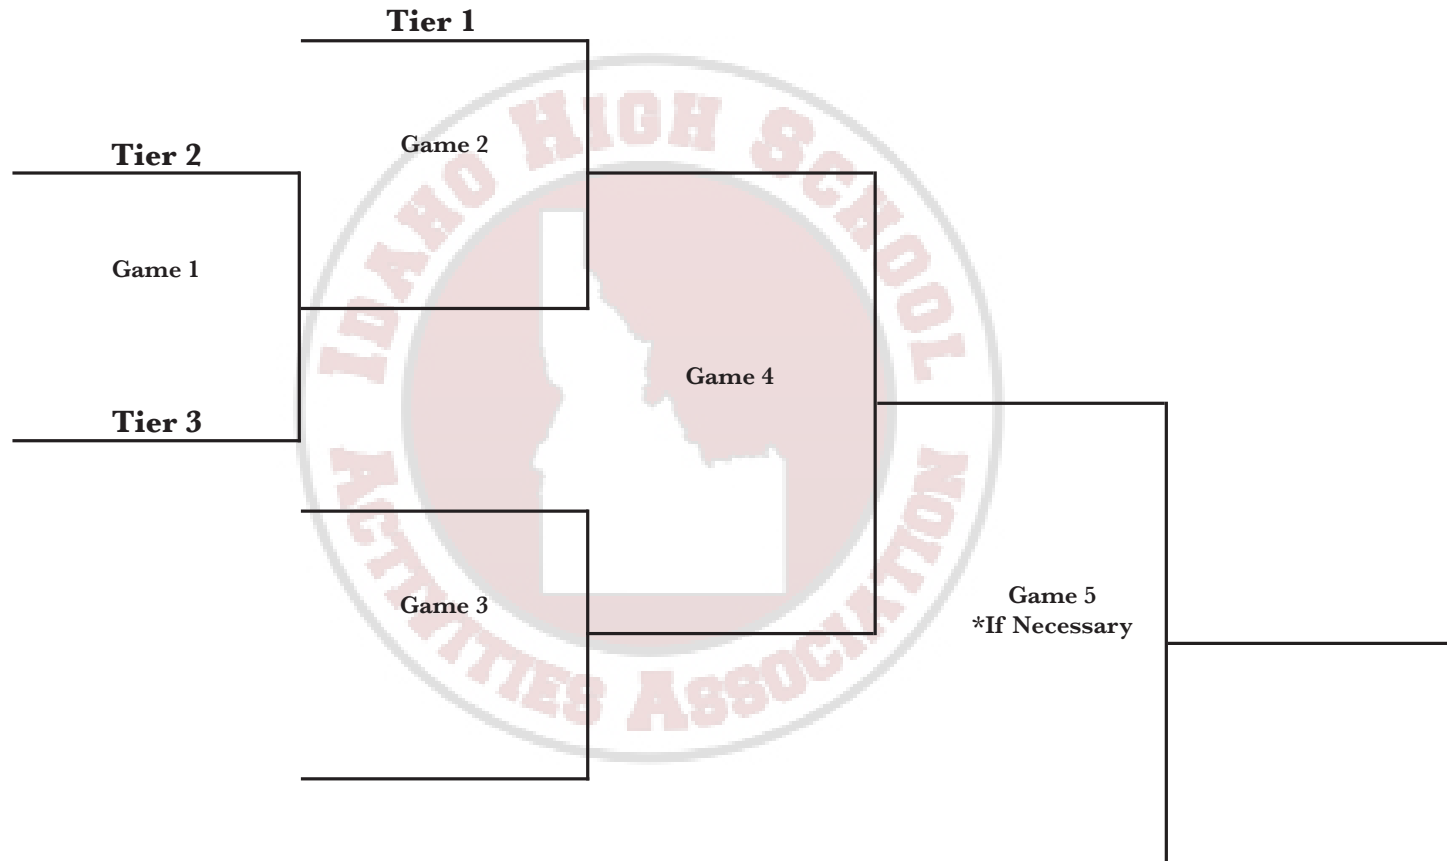 Tier 1
Game 2
Tier 2
Game 1
Game 4
Tier 3
Game 3
Game 5
*If Necessary
IDAHO HIGH SCHOOL
ACTIVITIES ASSOCIATION